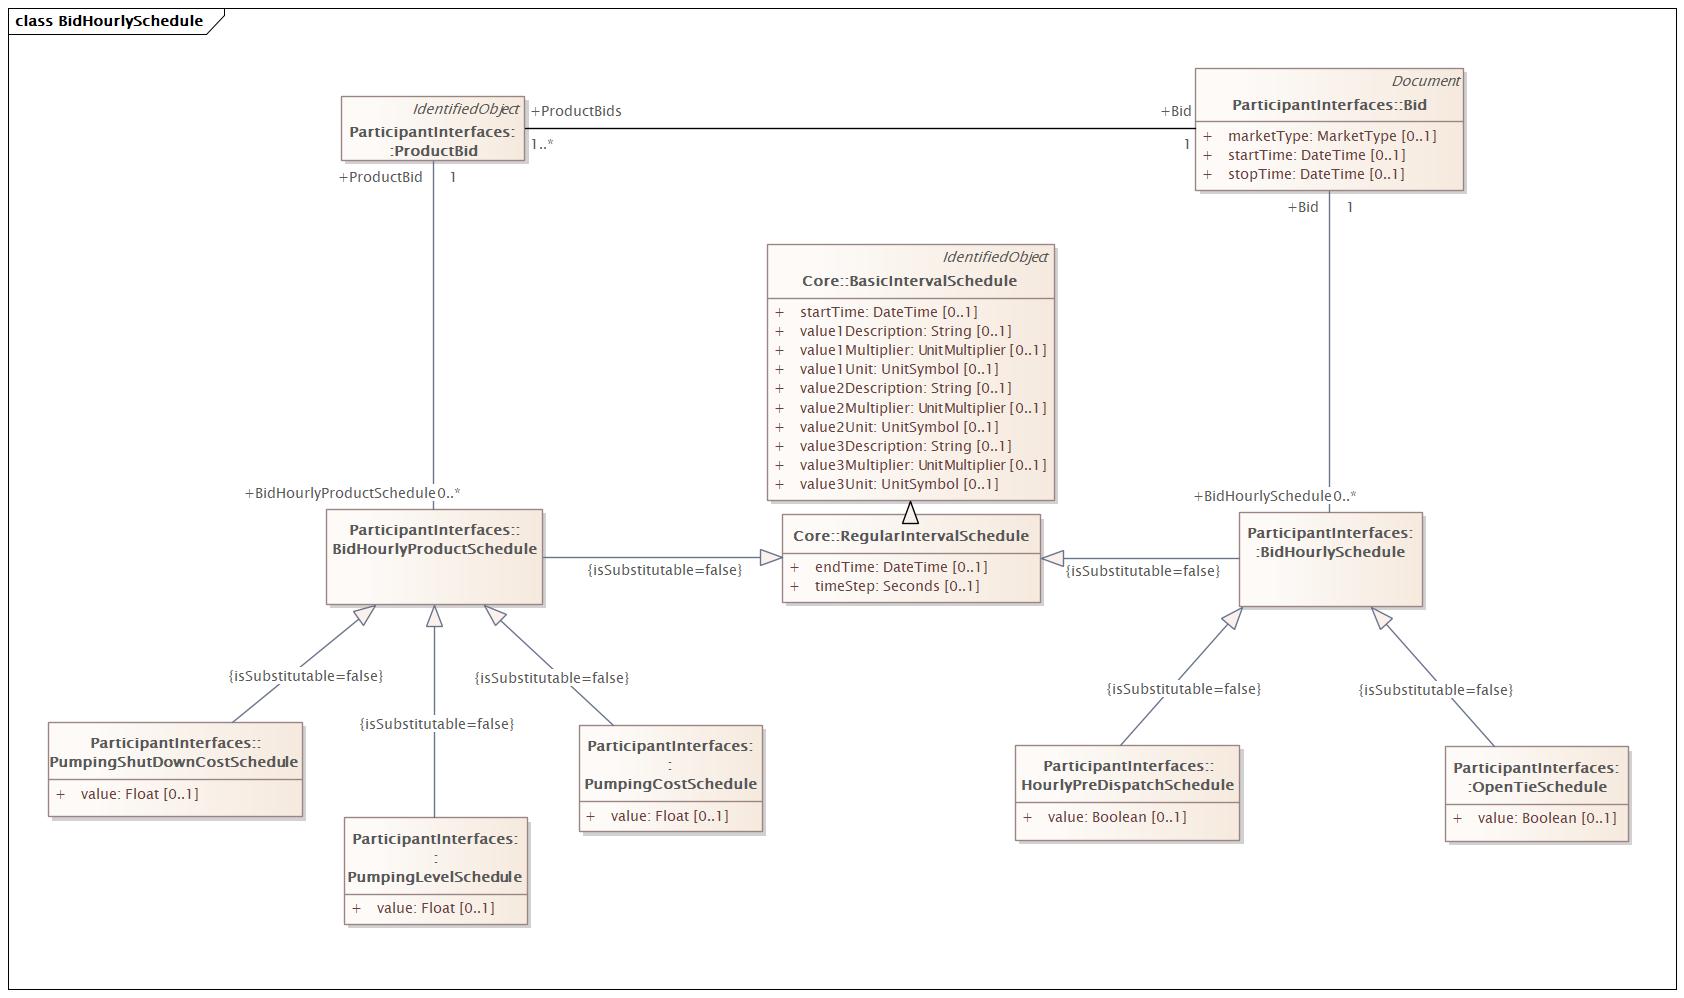 class BidHourlySchedule
IdentifiedObject
ParticipantInterfaces:
:ProductBid
+ProductBids
1..*
+Bid
1
Document
ParticipantInterfaces::Bid
+ marketType: MarketType [0..1]
+ startTime: DateTime [0..1]
+ stopTime: DateTime [0..1]
+ProductBid 1
+Bid 1
IdentifiedObject
Core::BasicIntervalSchedule
+ startTime: DateTime [0..1]
+ value1Description: String [0..1]
+ value1Multiplier: UnitMultiplier [0..1]
+ value1Unit: UnitSymbol [0..1]
+ value2Description: String [0..1]
+ value2Multiplier: UnitMultiplier [0..1]
+ value2Unit: UnitSymbol [0..1]
+ value3Description: String [0..1]
+ value3Multiplier: UnitMultiplier [0..1]
+ value3Unit: UnitSymbol [0..1]
+BidHourlyProductSchedule 0..*
+BidHourlySchedule 0..*
ParticipantInterfaces::
BidHourlyProductSchedule
Core::RegularIntervalSchedule
+ endTime: DateTime [0..1]
+ timeStep: Seconds [0..1]
ParticipantInterfaces:
:BidHourlySchedule
{isSubstitutable=false}
{isSubstitutable=false}
{isSubstitutable=false}
{isSubstitutable=false}
{isSubstitutable=false}
{isSubstitutable=false}
{isSubstitutable=false}
ParticipantInterfaces::
PumpingShutDownCostSchedule
+ value: Float [0..1]
ParticipantInterfaces:
:
PumpingLevelSchedule
+ value: Float [0..1]
ParticipantInterfaces:
:
PumpingCostSchedule
+ value: Float [0..1]
ParticipantInterfaces::
HourlyPreDispatchSchedule
+ value: Boolean [0..1]
ParticipantInterfaces:
:OpenTieSchedule
+ value: Boolean [0..1]